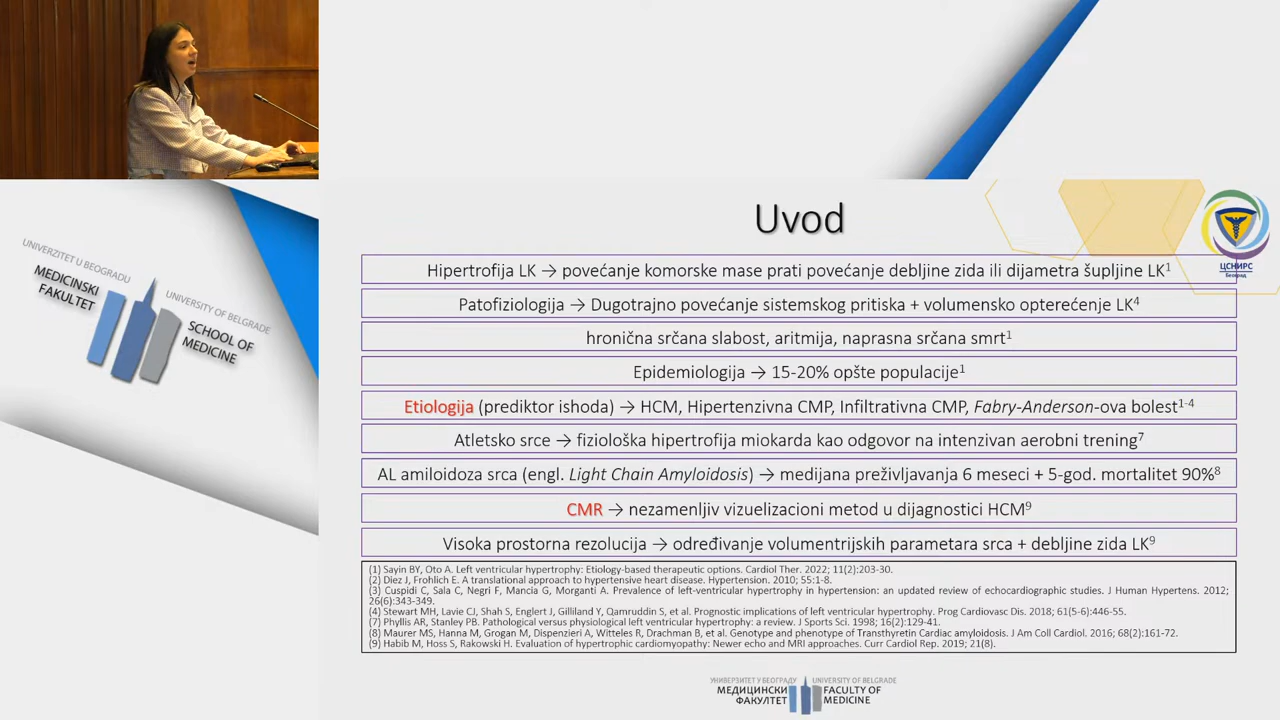 UNIVERZITET U BEOGRADU
MEDICINSKI
FAKULTET
UNIVERSITY OF BELGRADE
SCHOOL OF
MEDICINE
Uvod
ЦСНИРС
Београд
Hipertrofija LK → povećanje komorske mase prati povećanje debljine zida ili dijametra šupljine LK¹
Patofiziologija → Dugotrajno povećanje sistemskog pritiska + volumensko opterećenje LK⁴
hronična srčana slabost, aritmija, naprasna srčana smrt¹
Epidemiologija → 15-20% opšte populacije¹
Etiologija (prediktor ishoda) → HCM, Hipertenzivna CMP, Infiltrativna CMP, Fabry-Anderson-ova bolest¹⁻⁴
Atletsko srce → fiziološka hipertrofija miokarda kao odgovor na intenzivan aerobni trening⁷
AL amiloidoza srca (engl. Light Chain Amyloidosis) → medijana preživljavanja 6 meseci + 5-god. mortalitet 90%⁸
CMR → nezamenljiv vizuelizacioni metod u dijagnostici HCM⁹
Visoka prostorna rezolucija → određivanje volumentrijskih parametara srca + debljine zida LK⁹
(1) Sayin BY, Oto A. Left ventricular hypertrophy: Etiology-based therapeutic options. Cardiol Ther. 2022; 11(2):203-30.
(2) Diez J, Frohlich E. A translational approach to hypertensive heart disease. Hypertension. 2010; 55:1-8.
(3) Cuspidi C, Sala C, Negri F, Mancia G, Morganti A. Prevalence of left-ventricular hypertrophy in hypertension: an updated review of echocardiographic studies. J Human Hypertens. 2012;
26(6):343-349.
(4) Stewart MH, Lavie CJ, Shah S, Englert J, Gilliland Y, Qamruddin S, et al. Prognostic implications of left ventricular hypertrophy. Prog Cardiovasc Dis. 2018; 61(5-6):446-55.
(7) Phyllis AR, Stanley PB. Pathological versus physiological left ventricular hypertrophy: a review. J Sports Sci. 1998; 16(2):129-41.
(8) Maurer MS, Hanna M, Grogan M, Dispenzieri A, Witteles R, Drachman B, et al. Genotype and phenotype of Transthyretin Cardiac amyloidosis. J Am Coll Cardiol. 2016; 68(2):161-72.
(9) Habib M, Hoss S, Rakowski H. Evaluation of hypertrophic cardiomyopathy: Newer echo and MRI approaches. Curr Cardiol Rep. 2019; 21(8).
УНИВЕРЗИТЕТ У БЕОГРАДУ
МЕДИЦИНСКИ
ФАКУЛТЕТ
UNIVERSITY OF BELGRADE
FACULTY OF
MEDICINE